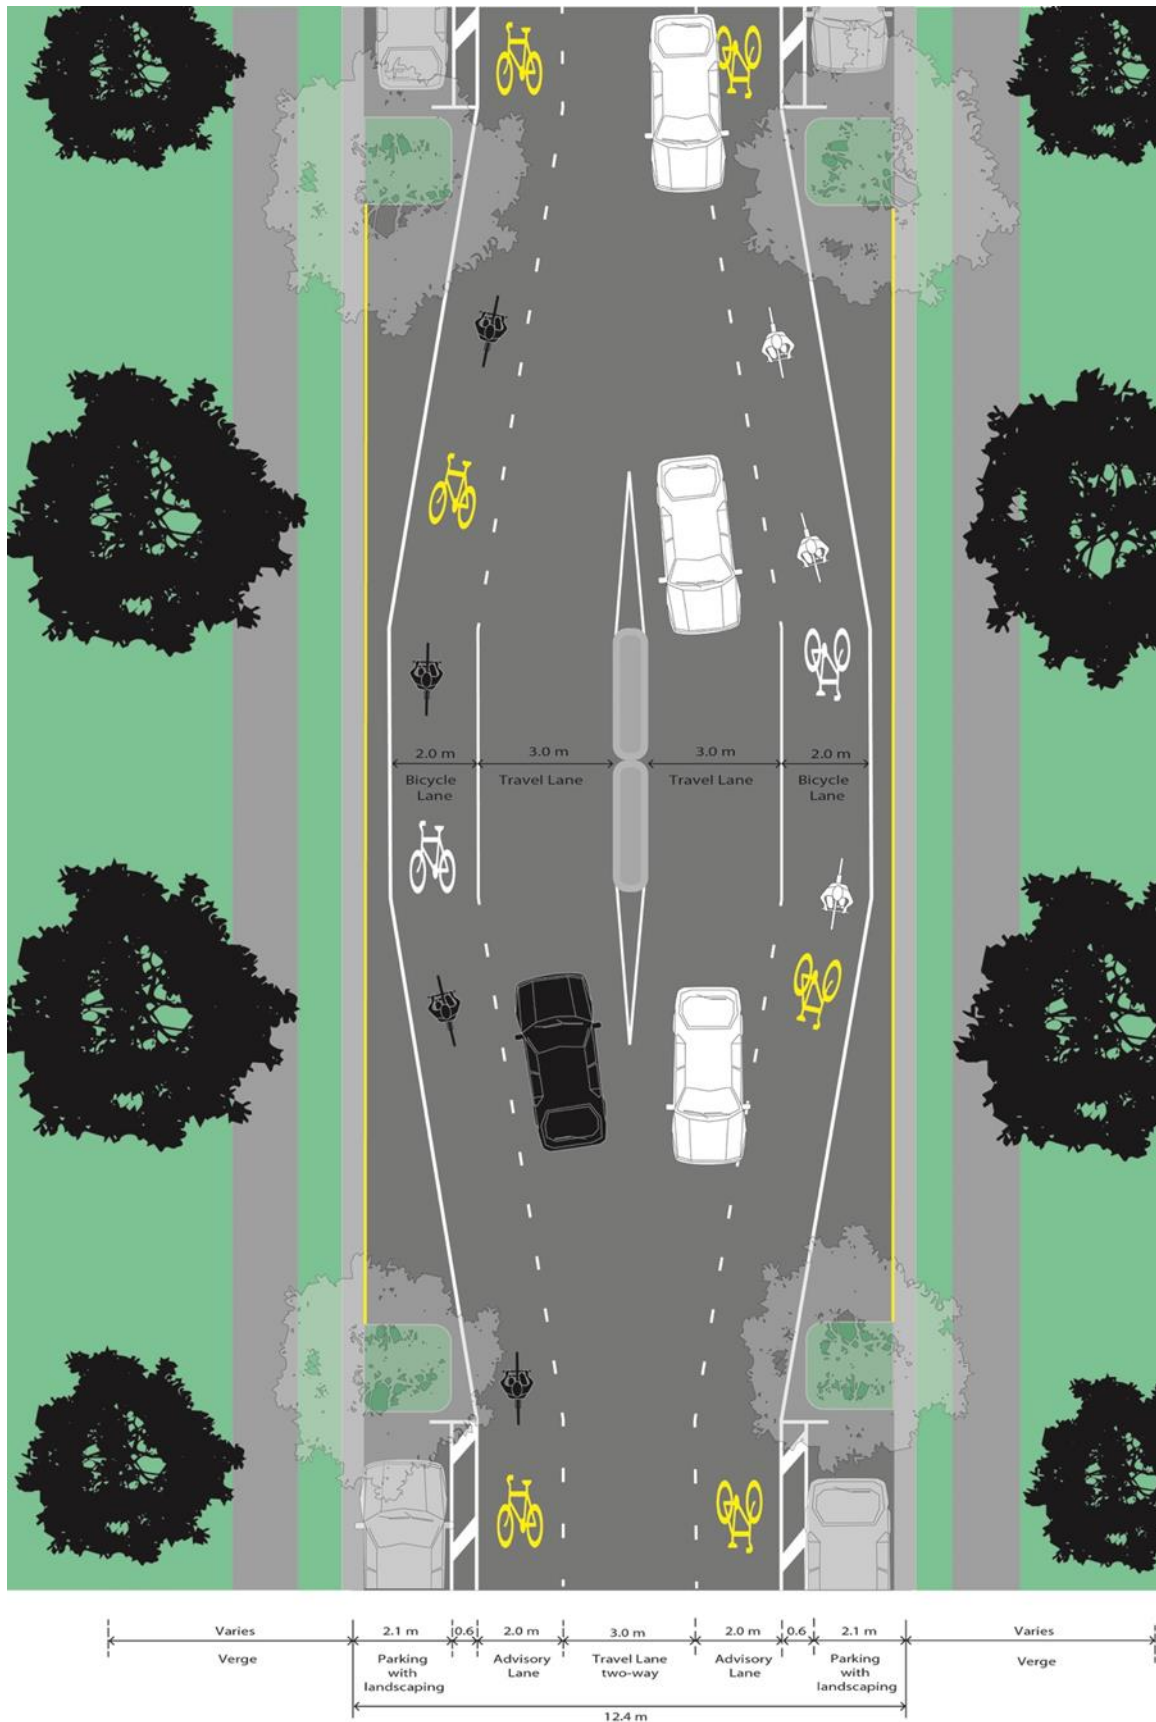 2.0 m
3.0 m
3.0 m
2.0 m
Bicycle
Lane
Travel Lane
Travel Lane
Bicycle
Lane
Varies
2.1 m
0.6
2.0 m
3.0 m
2.0 m
0.6
2.1 m
Varies
Verge
Parking
with
landscaping
Advisory
Lane
Travel Lane
two-way
Advisory
Lane
Parking
with
landscaping
Verge
12.4 m